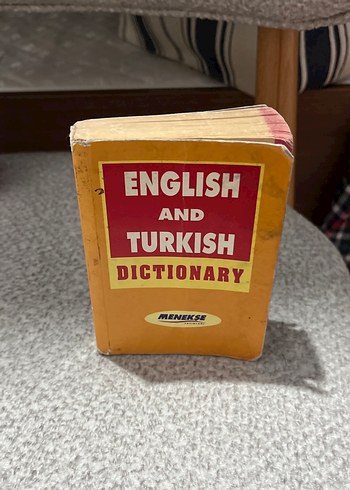 ENGLISH
AND
TURKISH
DICTIONARY
MENEKŞE